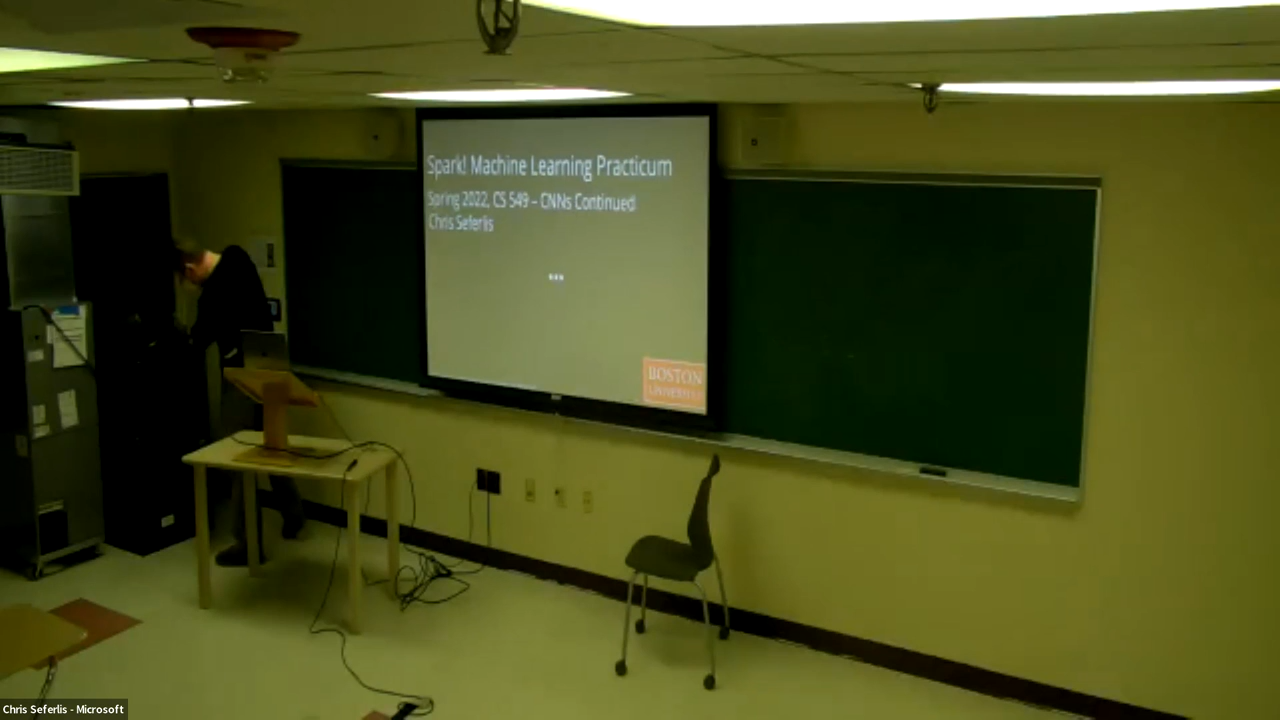 Spark! Machine Learning Practicum
Spring 2022, CS 549 – CNNs Continued
Chris Seferlis
BOSTON
UNIVERSITY
Chris Seferlis - Microsoft